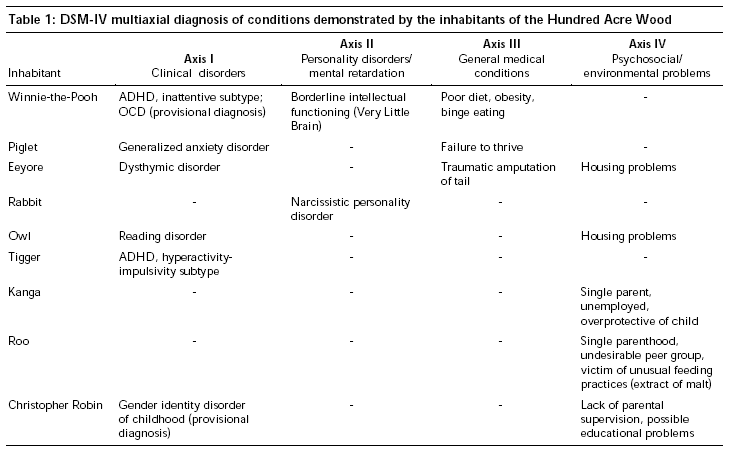 Table 1: DSM-IV multiaxial diagnosis of conditions demonstrated by the inhabitants of the Hundred Acre Wood
Axis I Axis II Axis III Axis IV
Inhabitant Clinical disorders Personality disorders/ mental retardation General medical conditions Psychosocial/ environmental problems
Winnie-the-Pooh ADHD, inattentive subtype; Borderline intellectual Poor diet, obesity, -
OCD (provisional diagnosis) functioning (Very Little binge eating
Brain)
Piglet Generalized anxiety disorder - Failure to thrive -
Eeyore Dysthymic disorder - Traumatic amputation Housing problems
of tail
Rabbit - Narcissistic personality - -
disorder
Owl Reading disorder - - Housing problems
Tigger ADHD, hyperactivity- - - -
impulsivity subtype
Kanga - - - Single parent,
unemployed,
overprotective of child
Roo - - - Single parenthood,
undesirable peer group,
victim of unusual feeding
practices (extract of malt)
Christopher Robin Gender identity disorder - - Lack of parental
of childhood (provisional supervision, possible
diagnosis) educational problems